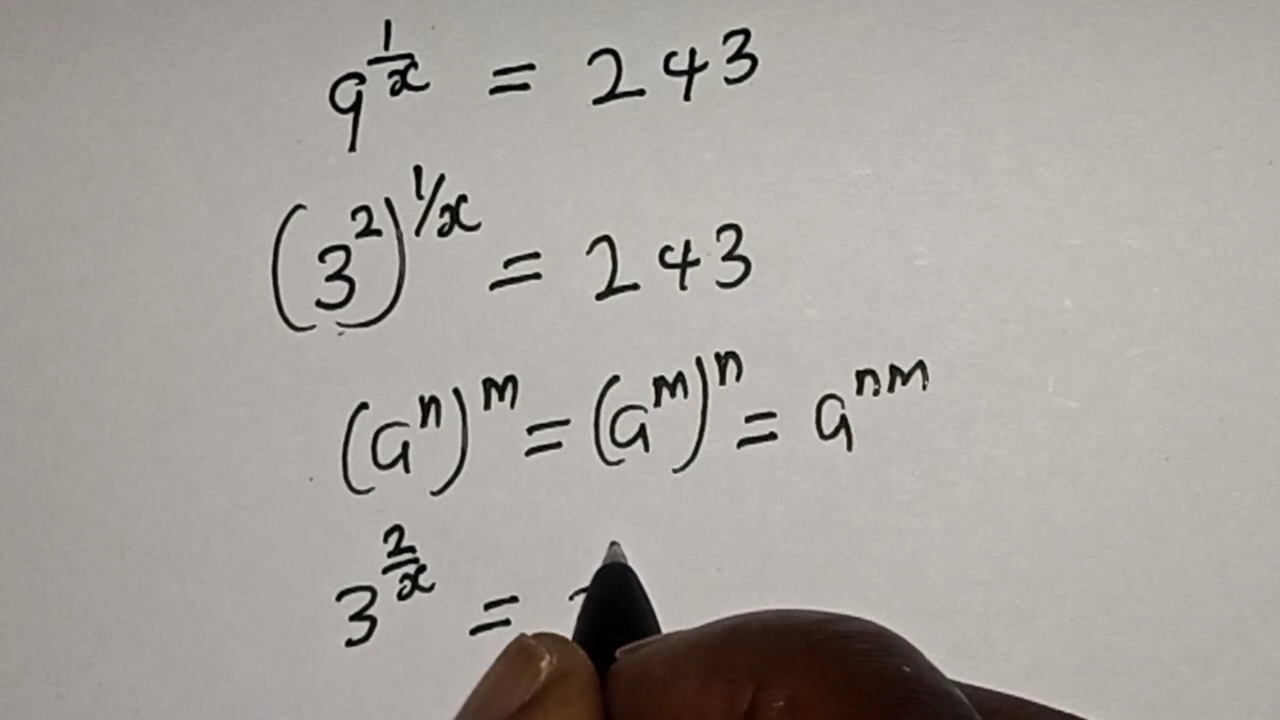 9^{1/x} = 243
(3^2)^{1/x} = 243
(a^n)^m = (a^m)^n = a^{nm}
3^{2/x} =